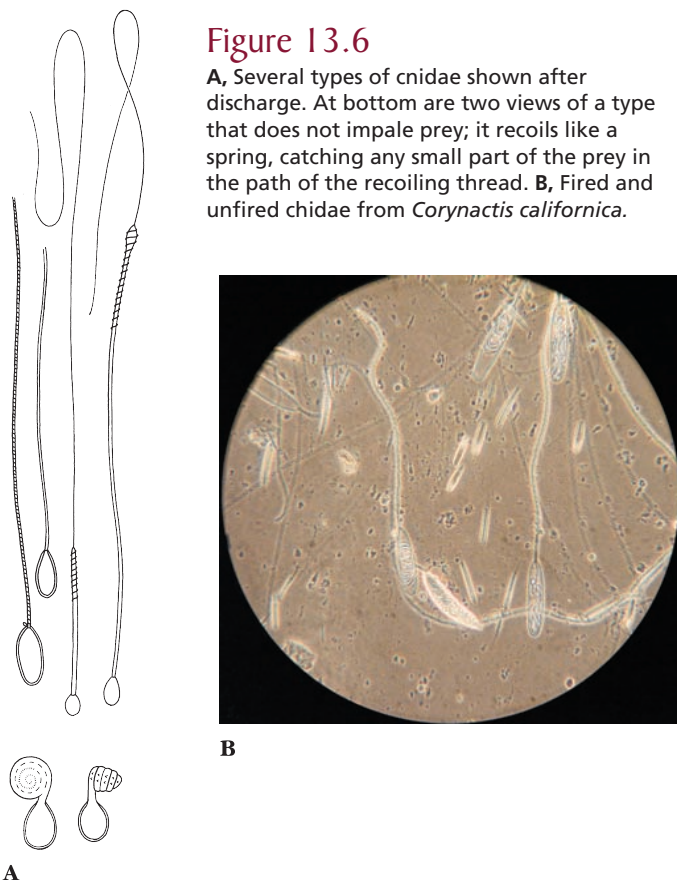 Figure 13.6
A, Several types of cnidae shown after
discharge. At bottom are two views of a type
that does not impale prey; it recoils like a
spring, catching any small part of the prey in
the path of the recoiling thread. B, Fired and
unfired chidae from Corynactis californica.
B
A